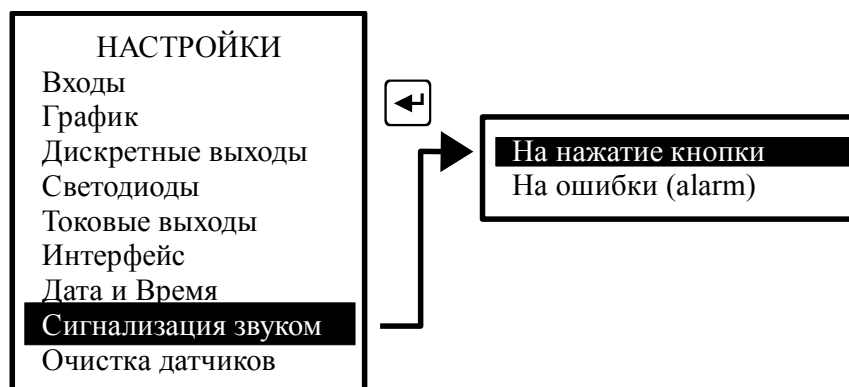 НАСТРОЙКИ
Входы
График
Дискретные выходы
Светодиоды
Токовые выходы
Интерфейс
Дата и Время
Сигнализация звуком
Очистка датчиков
На нажатие кнопки
На ошибки (alarm)